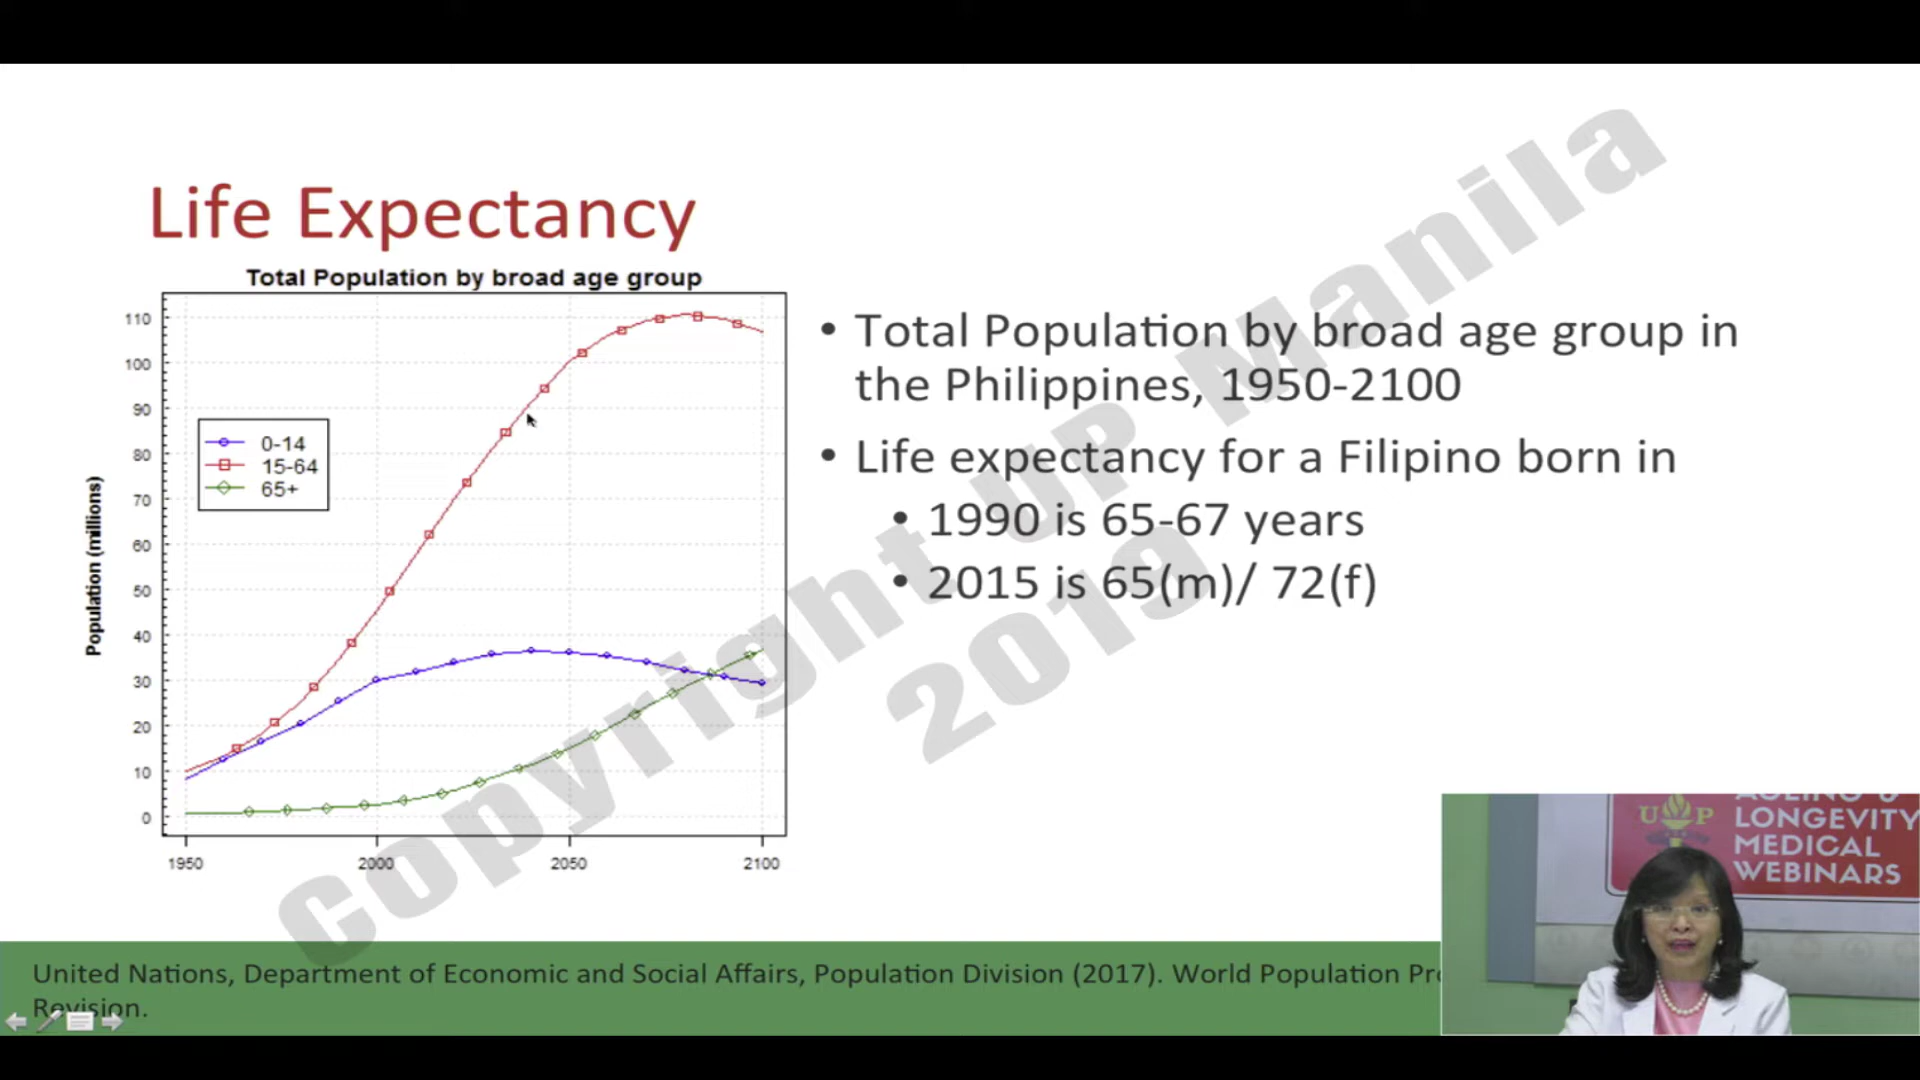 Life Expectancy
Total Population by broad age group
110
100
90
80
70
60
50
40
30
20
10
0
Population (millions)
0-14
15-64
65+
1950
2000
2050
2100
• Total Population by broad age group in
the Philippines, 1950-2100
• Life expectancy for a Filipino born in
• 1990 is 65-67 years
• 2015 is 65(m)/ 72(f)
Copyright UP Manila
2019
United Nations, Department of Economic and Social Affairs, Population Division (2017). World Population
Revision.
UP
LONGEVITY
MEDICAL
WEBINARS